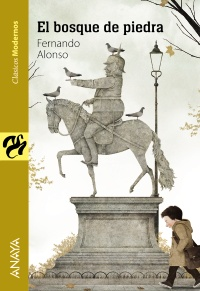 El bosque de piedra
Fernando
Alonso
Clásicos Modernos
ANAYA